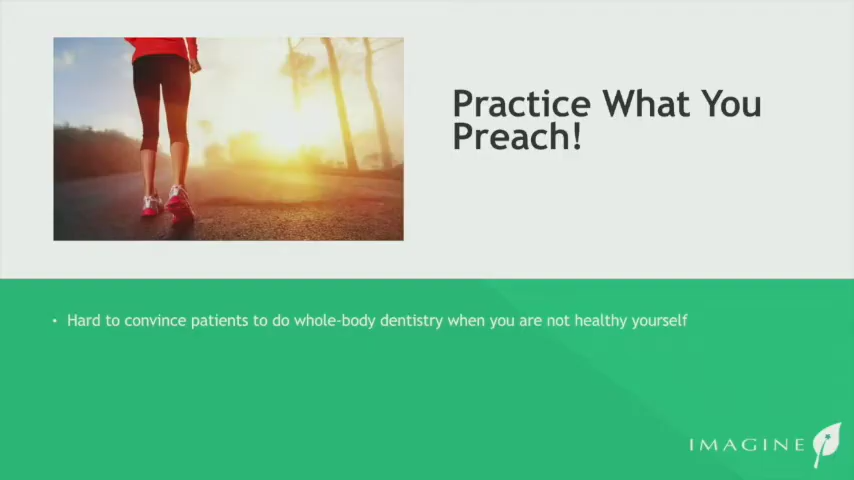 Practice What You
Preach!
• Hard to convince patients to do whole-body dentistry when you are not healthy yourself
IMAGINE